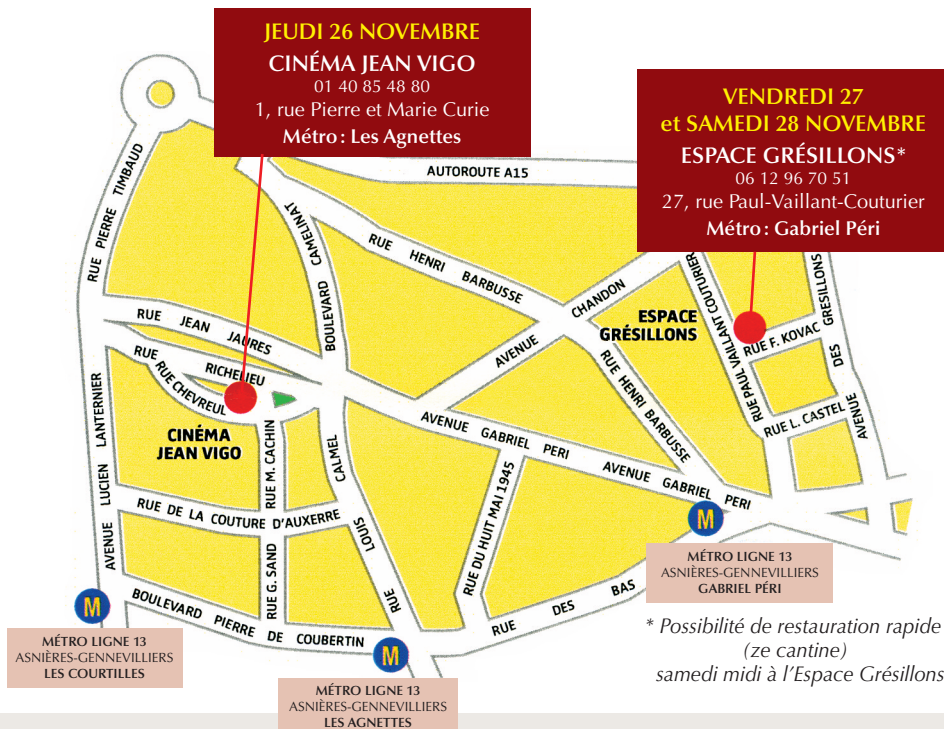 JEUDI 26 NOVEMBRE
CINÉMA JEAN VIGO
01 40 85 48 80
1, rue Pierre et Marie Curie
Métro : Les Agnettes
VENDREDI 27
et SAMEDI 28 NOVEMBRE
ESPACE GRÉSILLONS*
06 12 96 70 51
27, rue Paul-Vaillant-Couturier
Métro : Gabriel Péri
AUTOROUTE A15
RUE PIERRE TIMBAUD
BOULEVARD CAMELINAT
RUE HENRI BARBUSSE
AVENUE CHANDON
ESPACE
GRÉSILLONS
RUE PAUL VAILLANT COUTURIER
RUE F. KOVAC
AVENUE DES GRESILLONS
RUE JEAN JAURES
RUE RICHELIEU
RUE CHEVREUL
CINÉMA
JEAN VIGO
RUE HENRI BARBUSSE
RUE L. CASTEL
AVENUE LUCIEN LANTERNIER
RUE M. CACHIN
RUE LOUIS CALMEL
AVENUE GABRIEL PERI
AVENUE GABRIEL PERI
RUE DE LA COUTURE D'AUXERRE
RUE G. SAND
RUE DU HUIT MAI 1945
BOULEVARD PIERRE DE COUBERTIN
RUE DES BAS
M
MÉTRO LIGNE 13
ASNIÈRES-GENNEVILLIERS
GABRIEL PÉRI
M
MÉTRO LIGNE 13
ASNIÈRES-GENNEVILLIERS
LES COURTILLES
M
MÉTRO LIGNE 13
ASNIÈRES-GENNEVILLIERS
LES AGNETTES
* Possibilité de restauration rapide
(ze cantine)
samedi midi à l'Espace Grésillons